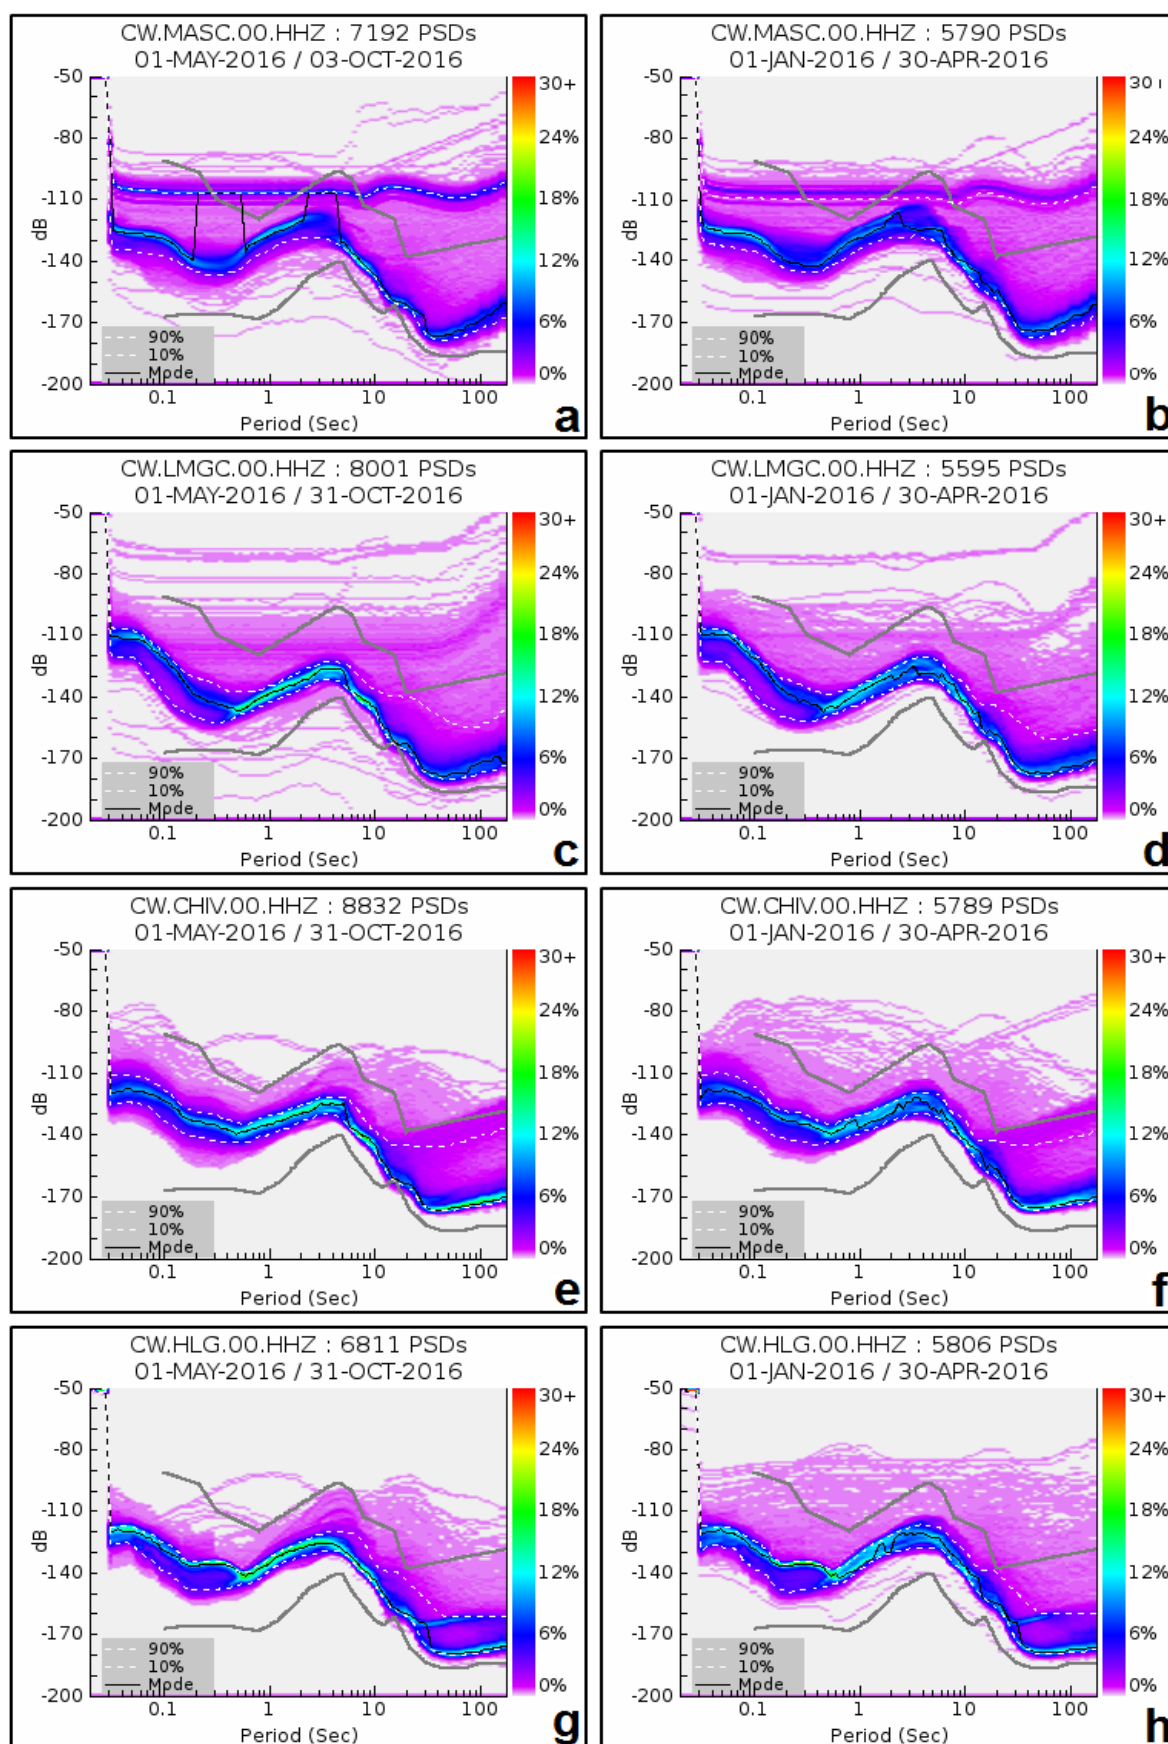 CW.MASC.00.HHZ : 7192 PSDs
01-MAY-2016 / 03-OCT-2016
-50
-80
-110
-140
-170
-200
dB
30+
24%
18%
12%
6%
0%
90%
10%
Mode
0.1 1 10 100
Period (Sec)
a
CW.MASC.00.HHZ : 5790 PSDs
01-JAN-2016 / 30-APR-2016
-50
-80
-110
-140
-170
-200
dB
30+
24%
18%
12%
6%
0%
90%
10%
Mode
0.1 1 10 100
Period (Sec)
b
CW.LMGC.00.HHZ : 8001 PSDs
01-MAY-2016 / 31-OCT-2016
-50
-80
-110
-140
-170
-200
dB
30+
24%
18%
12%
6%
0%
90%
10%
Mode
0.1 1 10 100
Period (Sec)
c
CW.LMGC.00.HHZ : 5595 PSDs
01-JAN-2016 / 30-APR-2016
-50
-80
-110
-140
-170
-200
dB
30+
24%
18%
12%
6%
0%
90%
10%
Mode
0.1 1 10 100
Period (Sec)
d
CW.CHIV.00.HHZ : 8832 PSDs
01-MAY-2016 / 31-OCT-2016
-50
-80
-110
-140
-170
-200
dB
30+
24%
18%
12%
6%
0%
90%
10%
Mode
0.1 1 10 100
Period (Sec)
e
CW.CHIV.00.HHZ : 5789 PSDs
01-JAN-2016 / 30-APR-2016
-50
-80
-110
-140
-170
-200
dB
30+
24%
18%
12%
6%
0%
90%
10%
Mode
0.1 1 10 100
Period (Sec)
f
CW.HLG.00.HHZ : 6811 PSDs
01-MAY-2016 / 31-OCT-2016
-50
-80
-110
-140
-170
-200
dB
30+
24%
18%
12%
6%
0%
90%
10%
Mode
0.1 1 10 100
Period (Sec)
g
CW.HLG.00.HHZ : 5806 PSDs
01-JAN-2016 / 30-APR-2016
-50
-80
-110
-140
-170
-200
dB
30+
24%
18%
12%
6%
0%
90%
10%
Mode
0.1 1 10 100
Period (Sec)
h